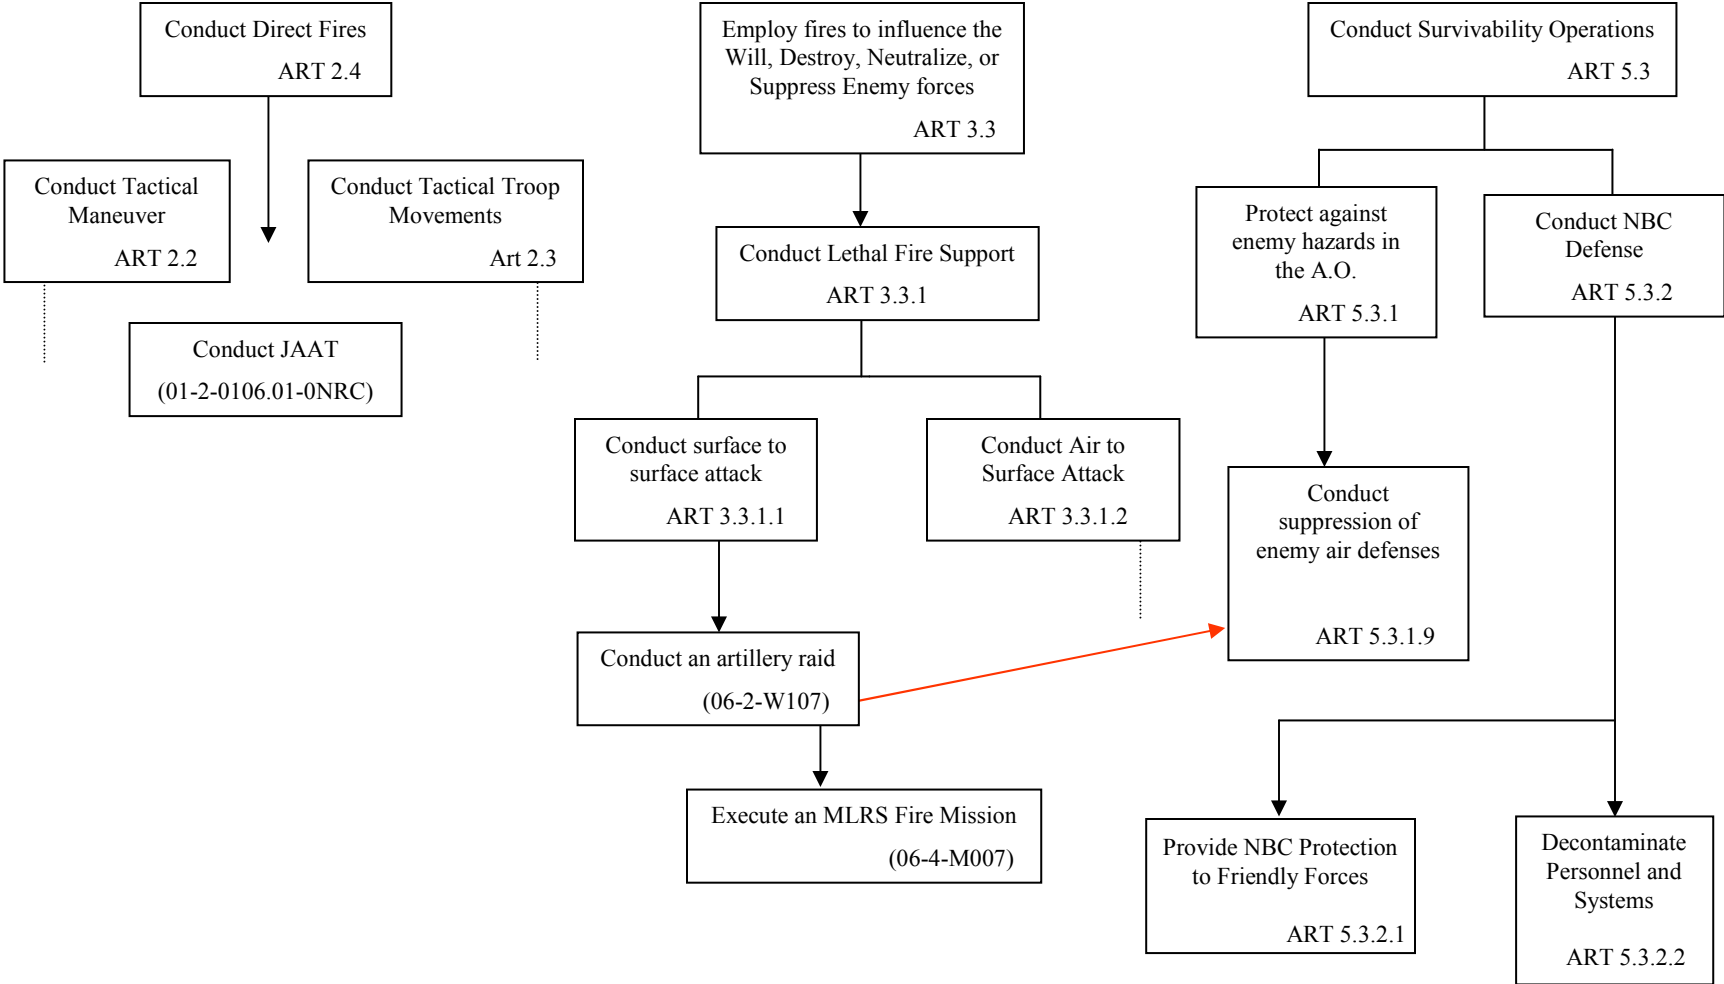 Conduct Direct Fires
ART 2.4
Employ fires to influence the
Will, Destroy, Neutralize, or
Suppress Enemy forces
ART 3.3
Conduct Survivability Operations
ART 5.3
Conduct Tactical
Maneuver
ART 2.2
Conduct Tactical Troop
Movements
Art 2.3
Protect against
enemy hazards in
the A.O.
ART 5.3.1
Conduct NBC
Defense
ART 5.3.2
Conduct Lethal Fire Support
ART 3.3.1
Conduct JAAT
(01-2-0106.01-0NRC)
Conduct surface to
surface attack
ART 3.3.1.1
Conduct Air to
Surface Attack
ART 3.3.1.2
Conduct
suppression of
enemy air defenses
ART 5.3.1.9
Conduct an artillery raid
(06-2-W107)
Execute an MLRS Fire Mission
(06-4-M007)
Provide NBC Protection
to Friendly Forces
ART 5.3.2.1
Decontaminate
Personnel and
Systems
ART 5.3.2.2